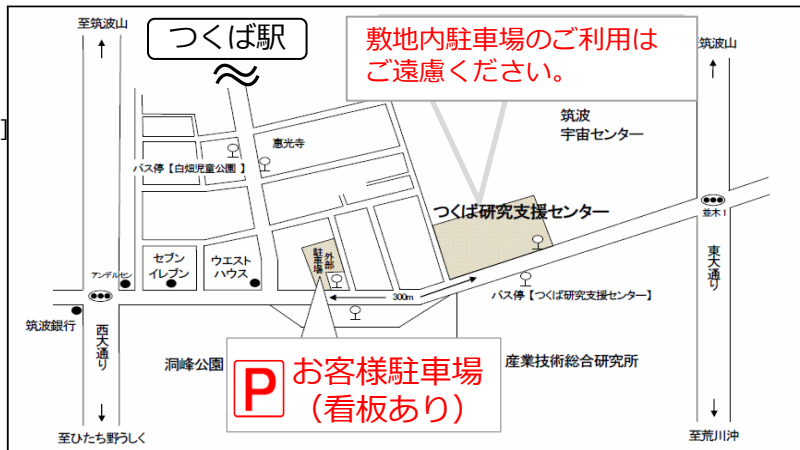 至筑波山
つくば駅
敷地内駐車場のご利用は
ご遠慮ください。
至筑波山
]
筑波
宇宙センター
恵光寺
バス停【白畑児童公園 】
つくば研究支援センター
並木1
セブン
イレブン
ウエスト
ハウス
外部
駐車場
アンデルセン
東大通り
300m
バス停【つくば研究支援センター】
筑波銀行
西大通り
洞峰公園
P
お客様駐車場
（看板あり）
産業技術総合研究所
至ひたち野うしく
至荒川沖